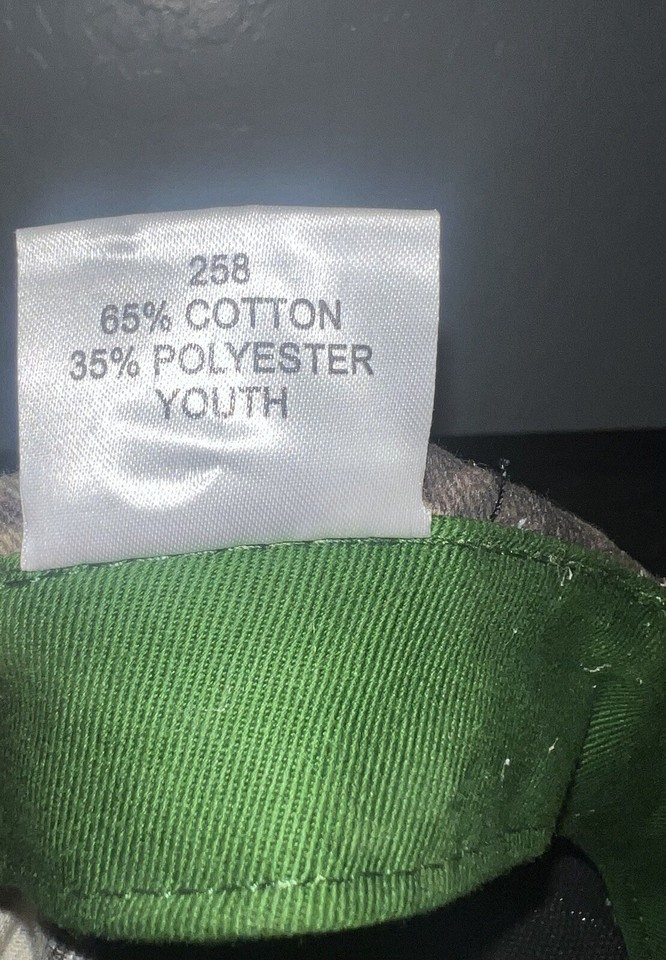 258
65% COTTON
35% POLYESTER
YOUTH